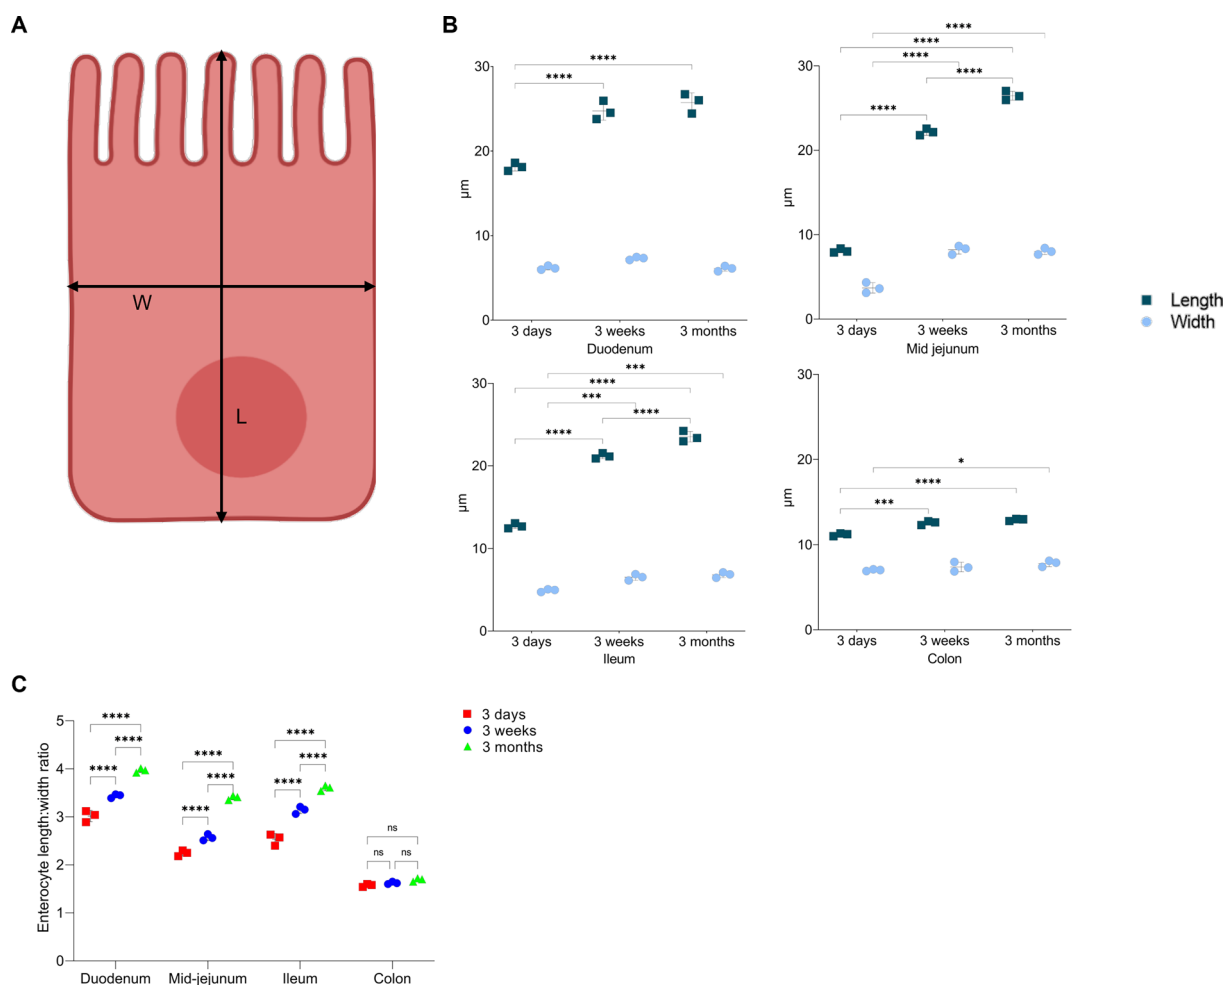 A
W
L
B
****
****
30
20
10
0
µm
3 days
3 weeks
3 months
Duodenum
****
****
****
****
****
30
20
10
0
µm
3 days
3 weeks
3 months
Mid jejunum
Length
Width
***
****
***
****
****
30
20
10
0
µm
3 days
3 weeks
3 months
Ileum
*
****
***
30
20
10
0
µm
3 days
3 weeks
3 months
Colon
C
Enterocyte length:width ratio
5
4
3
2
1
0
****
****
****
****
****
****
****
****
****
ns
ns
ns
Duodenum
Mid-jejunum
Ileum
Colon
3 days
3 weeks
3 months